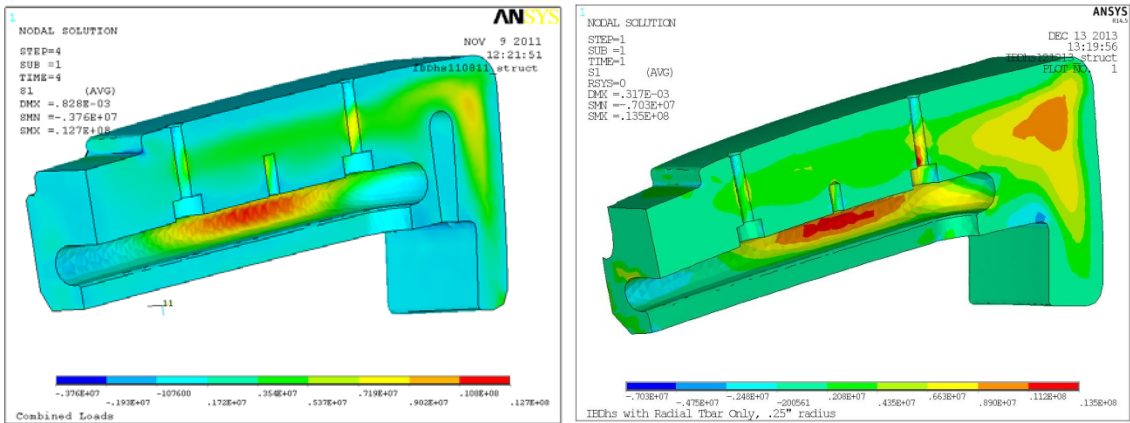 1
NODAL SOLUTION
STEP=4
SUB =1
TIME=4
S1 (AVG)
DMX =.828E-03
SMN =-.376E+07
SMX =.127E+08
ANSYS
NOV 9 2011
12:21:51
IBDhs110811_struct
11
-.376E+07 -.193E+07 -107600 .172E+07 .354E+07 .537E+07 .719E+07 .902E+07 .108E+08 .127E+08
Combined Loads
1
NODAL SOLUTION
STEP=1
SUB =1
TIME=1
S1 (AVG)
RSYS=0
DMX =.317E-03
SMN =-.703E+07
SMX =.135E+08
ANSYS
R14.5
DEC 13 2013
13:19:56
PLOT NO. 1
-.703E+07 -.475E+07 -.248E+07 -200561 .208E+07 .435E+07 .663E+07 .890E+07 .112E+08 .135E+08
IBDhs with Radial Tbar Only, .25" radius